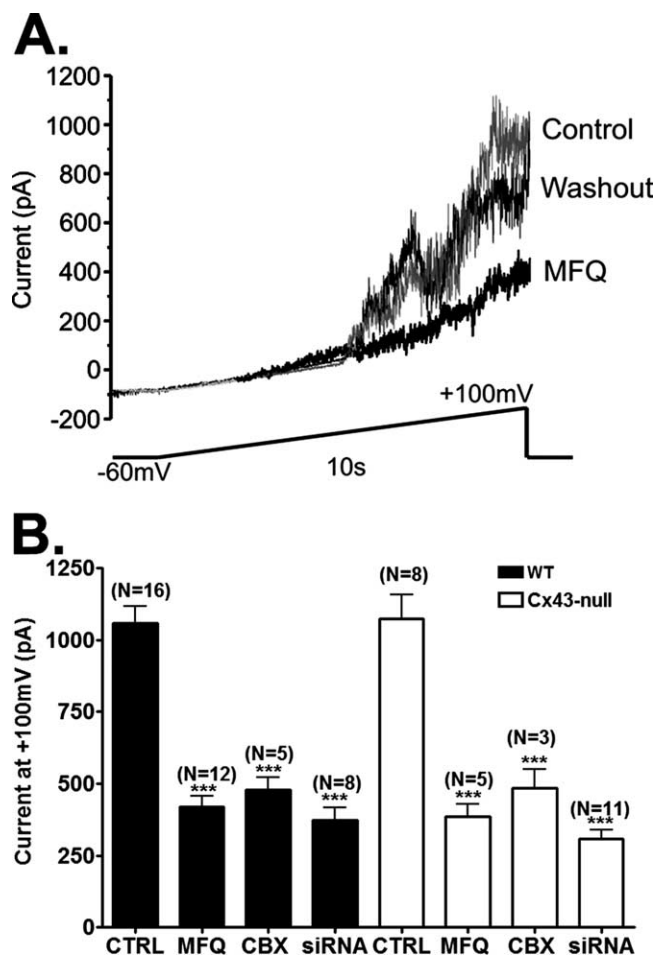 A.
1200
1000
800
600
400
200
0
-200
Current (pA)
Control
Washout
MFQ
+100mV
-60mV
10s
B.
1250
1000
750
500
250
0
Current at +100mV (pA)
WT
Cx43-null
(N=16)
(N=12)
***
(N=5)
***
(N=8)
***
(N=8)
(N=5)
***
(N=3)
***
(N=11)
***
CTRL MFQ CBX siRNA CTRL MFQ CBX siRNA